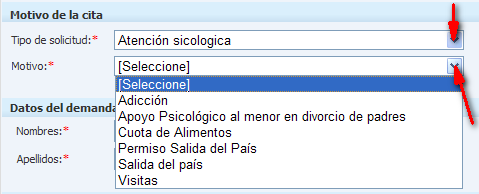 Motivo de la cita
Tipo de solicitud:* Atención sicologica
Motivo:* [Seleccione]
[Seleccione]
Adicción
Apoyo Psicológico al menor en divorcio de padres
Cuota de Alimentos
Permiso Salida del País
Salida del país
Visitas
Datos del demanda
Nombres:*
Apellidos:*